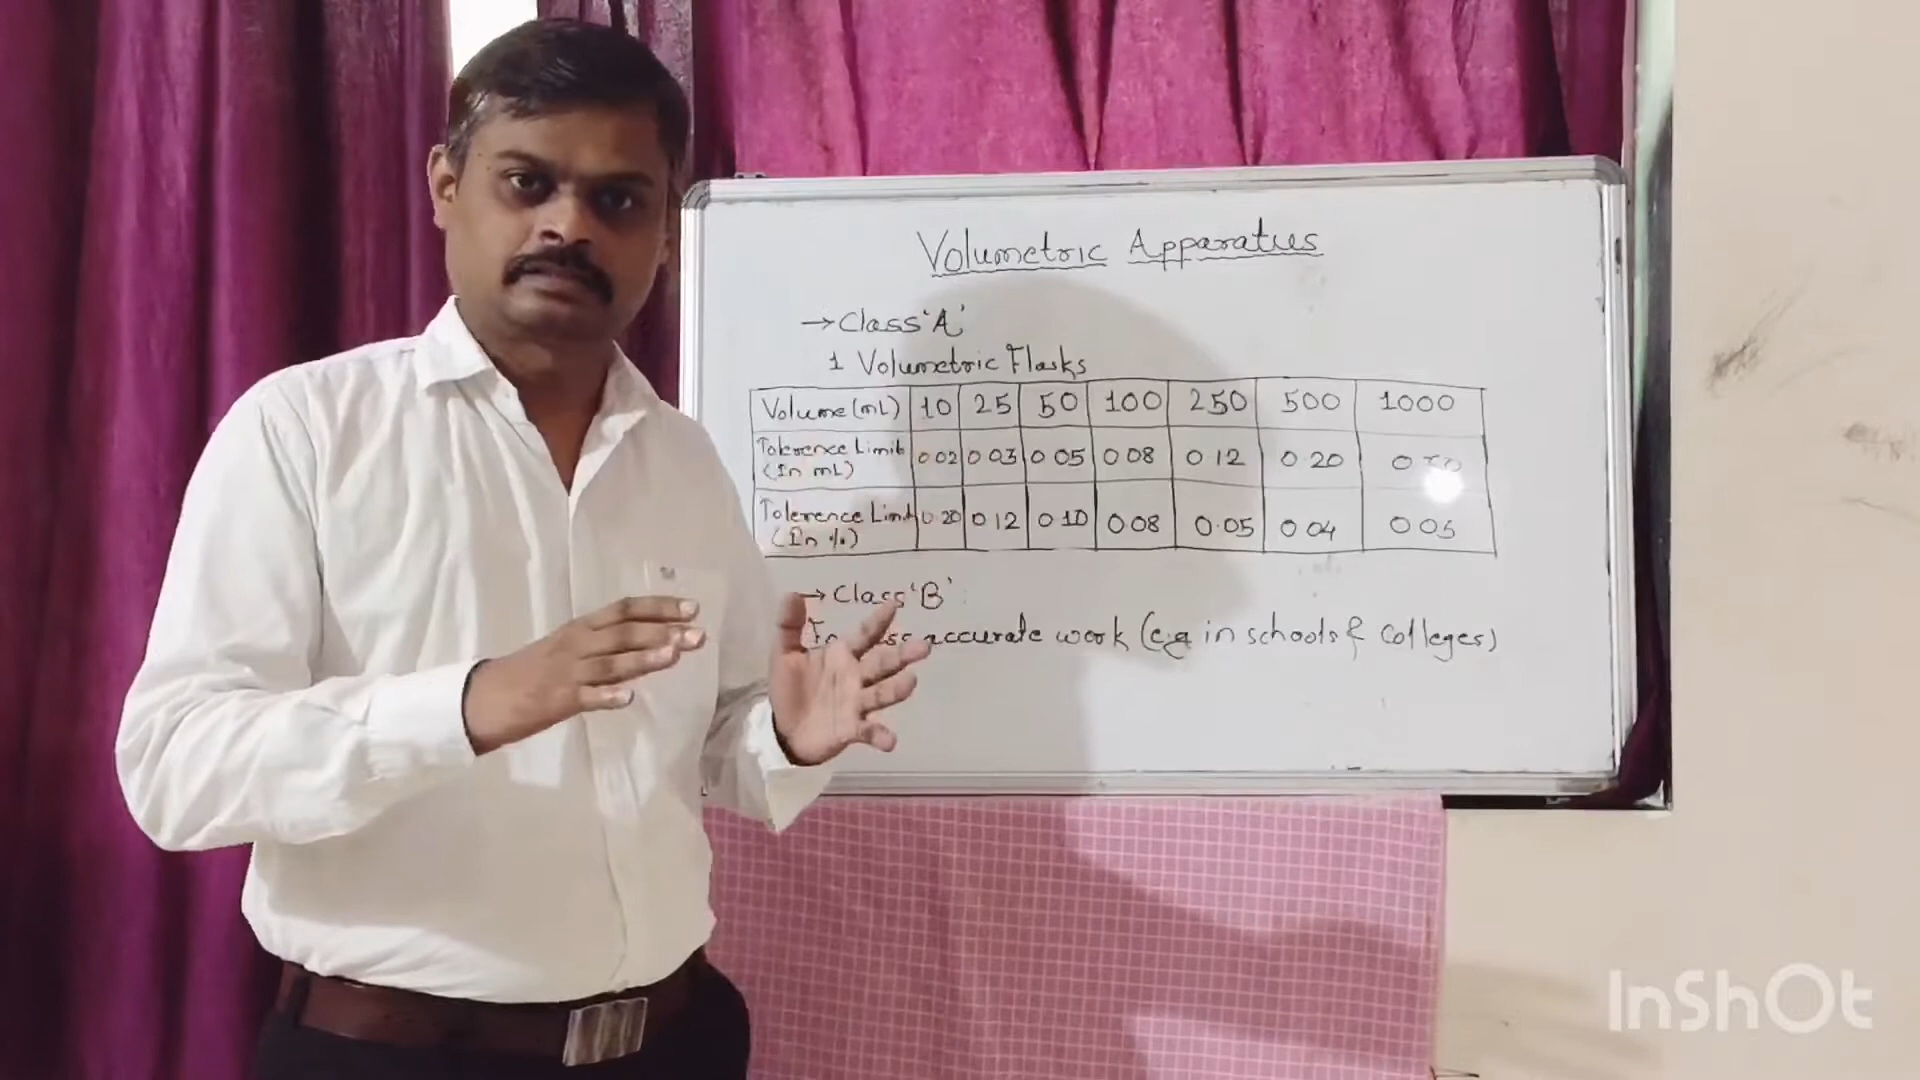 Volumetric Apparatus
→ Class 'A'
1 Volumetric Flasks
Volume (mL) 10 25 50 100 250 500 1000
Tolerence Limit 0.02 0.03 0.05 0.08 0.12 0.20
(In mL)
Tolerence Limit 0.20 0.12 0.10 0.08 0.05 0.04
(In %)
→ Class 'B'
accurate work (e.g in schools & colleges)
InShOt